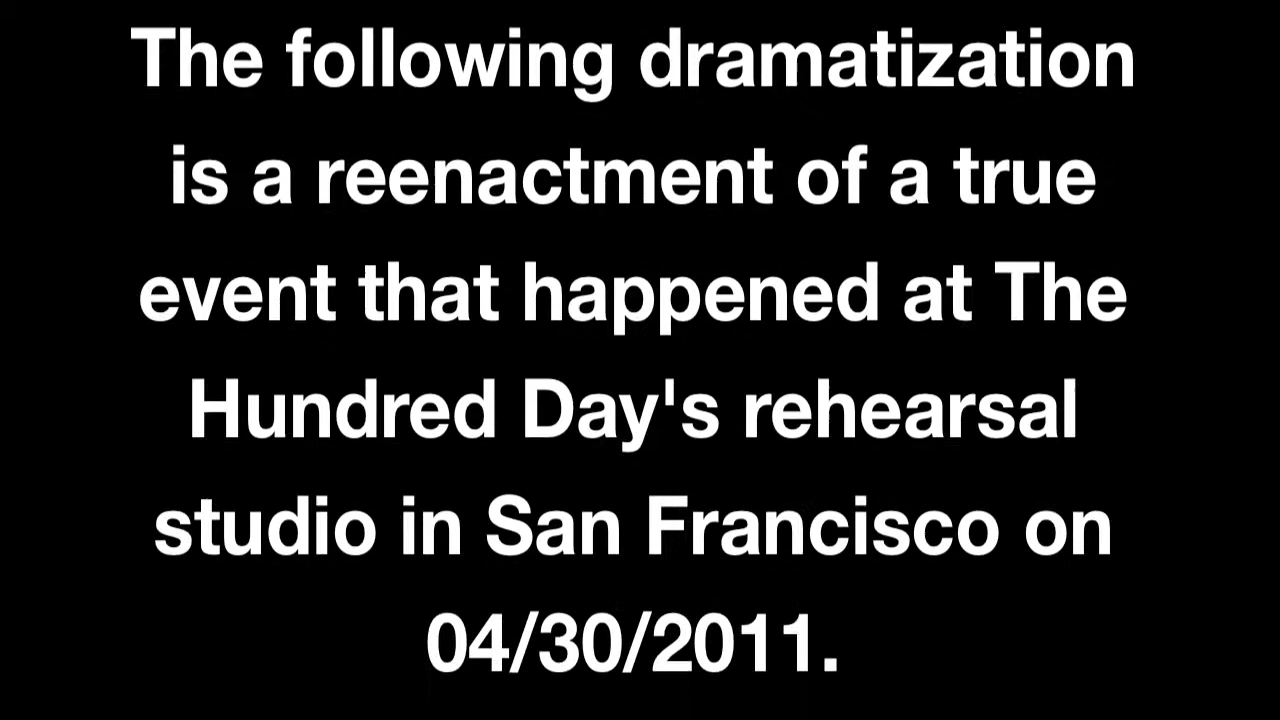 The following dramatization
is a reenactment of a true
event that happened at The
Hundred Day's rehearsal
studio in San Francisco on
04/30/2011.